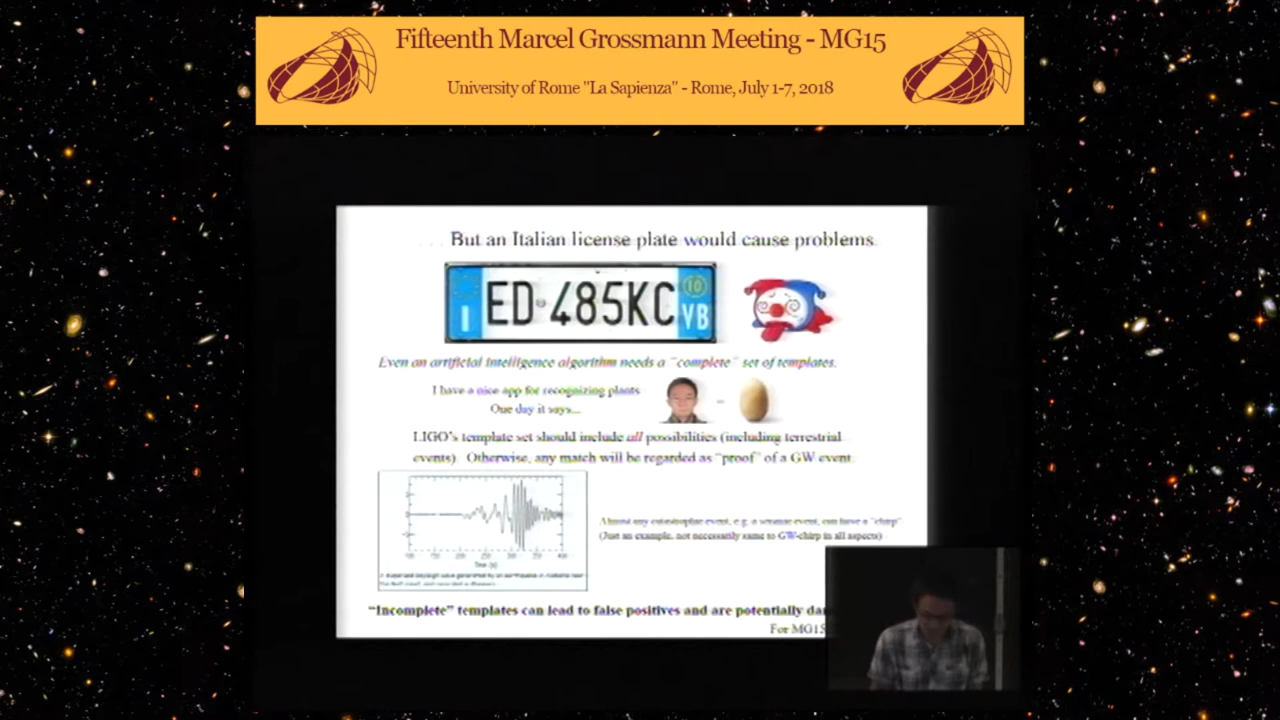 Fifteenth Marcel Grossmann Meeting - MG15
University of Rome "La Sapienza" - Rome, July 1-7, 2018
... But an Italian license plate would cause problems.
I ED 485KC 10 VB
Even an artificial intelligence algorithm needs a "complete" set of templates.
I have a nice app for recognizing plants
One day it says...
=
LIGO's template set should include all possibilities (including terrestrial
events). Otherwise, any match will be regarded as "proof" of a GW event.
Time (s)
Almost any catastrophic event, e.g. a seismic event, can have a "chirp"
(Just an example, not necessarily same to GW-chirp in all aspects)
"Incomplete" templates can lead to false positives and are potentially
For MG15